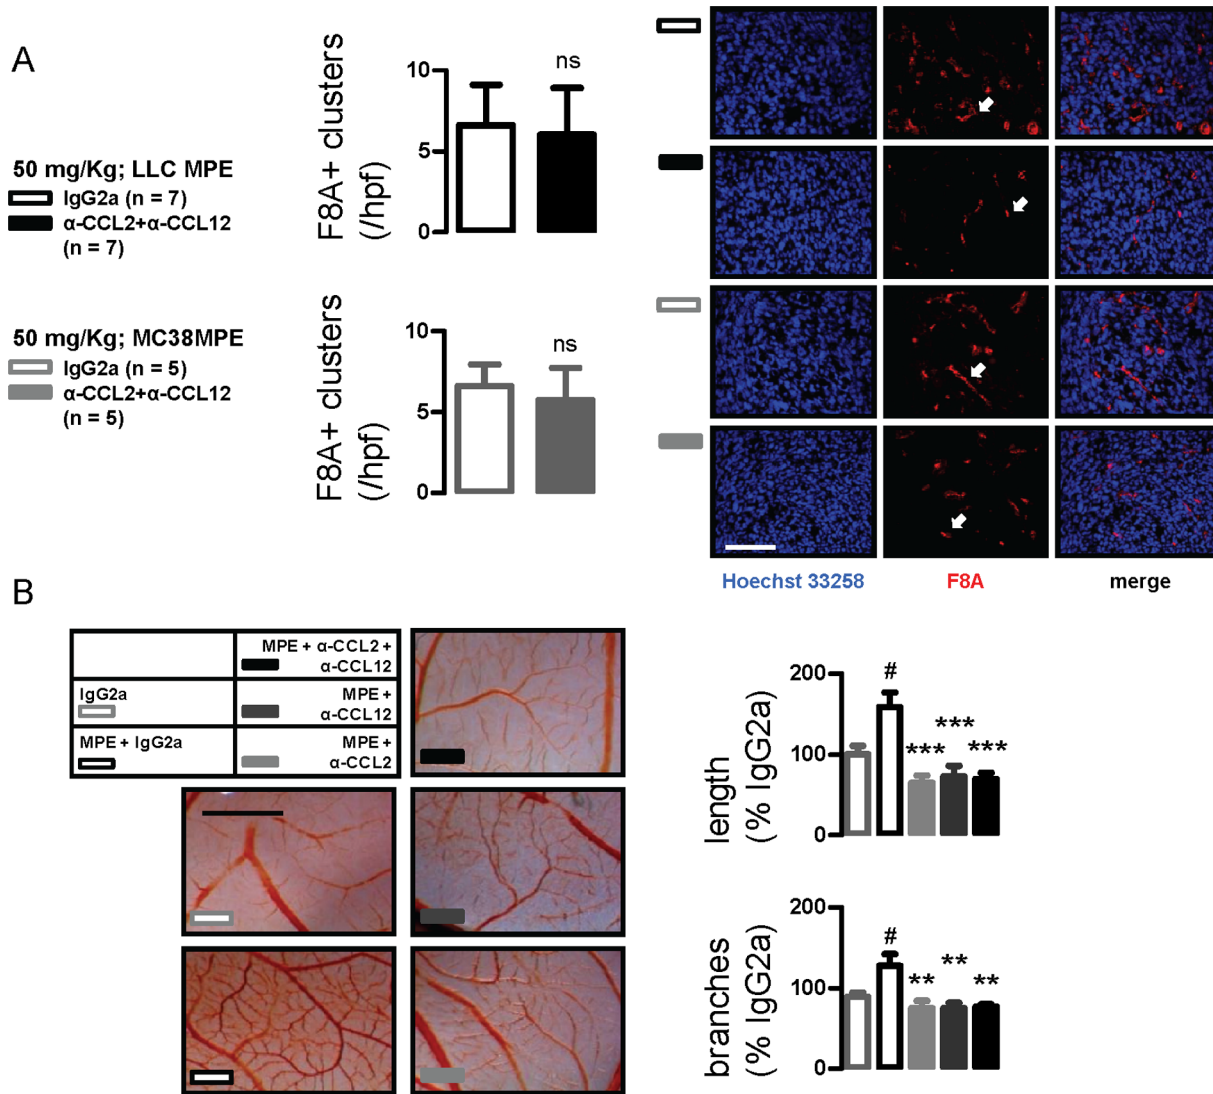 A
50 mg/Kg; LLC MPE
IgG2a (n = 7)
α-CCL2+α-CCL12
(n = 7)
F8A+ clusters
(/hpf)
10
5
0
ns
50 mg/Kg; MC38MPE
IgG2a (n = 5)
α-CCL2+α-CCL12
(n = 5)
F8A+ clusters
(/hpf)
10
5
0
ns
Hoechst 33258
F8A
merge
B
MPE + α-CCL2 +
α-CCL12
IgG2a
MPE +
α-CCL12
MPE + IgG2a
MPE +
α-CCL2
length
(% IgG2a)
200
100
0
#
***
***
***
branches
(% IgG2a)
200
100
0
#
**
**
**